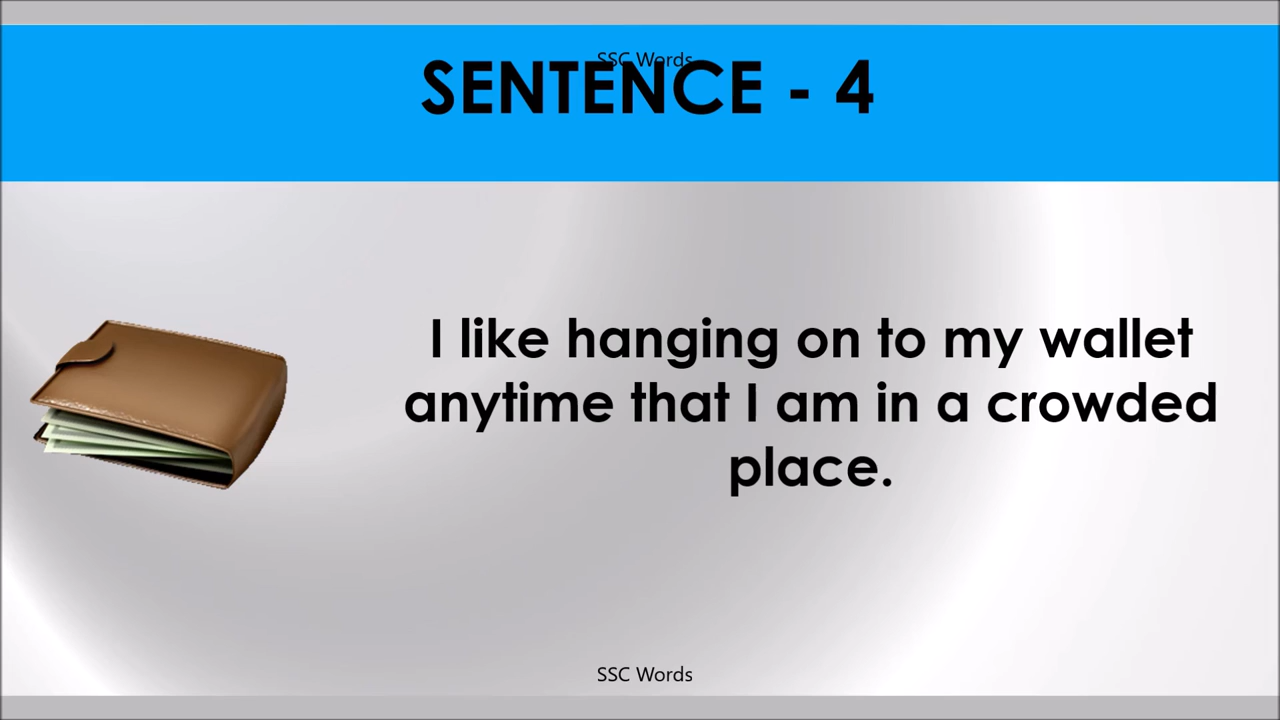 SSC Words
SENTENCE - 4
I like hanging on to my wallet
anytime that I am in a crowded
place.
SSC Words